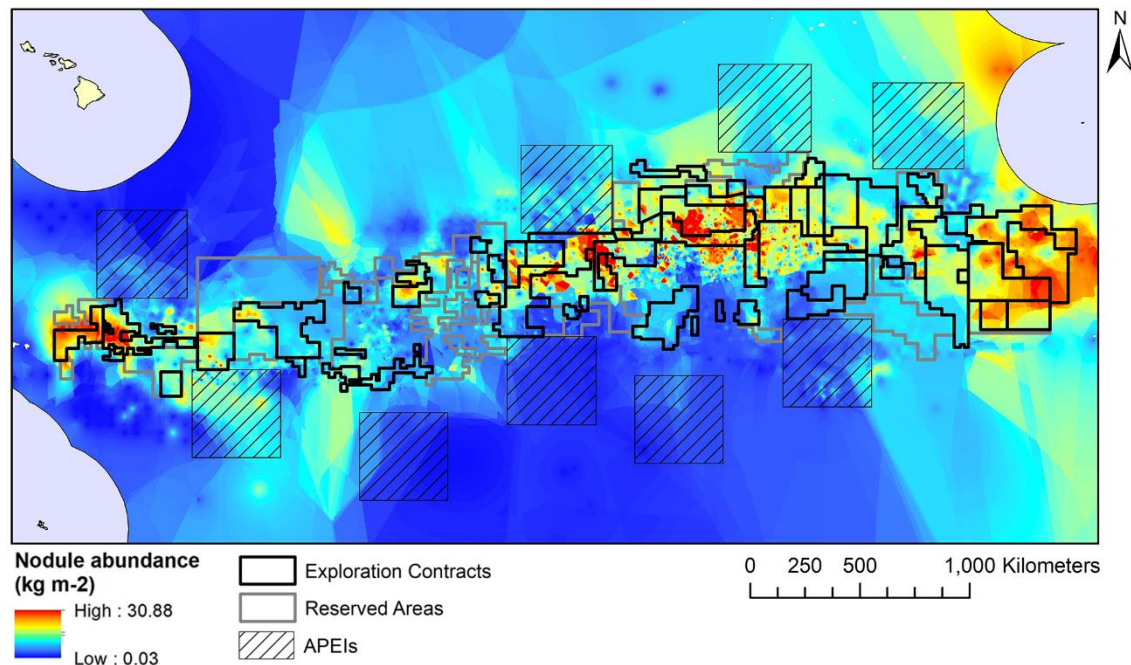 N
Nodule abundance
(kg m-2)
High : 30.88
Low : 0.03
Exploration Contracts
Reserved Areas
APEIs
0 250 500 1,000 Kilometers